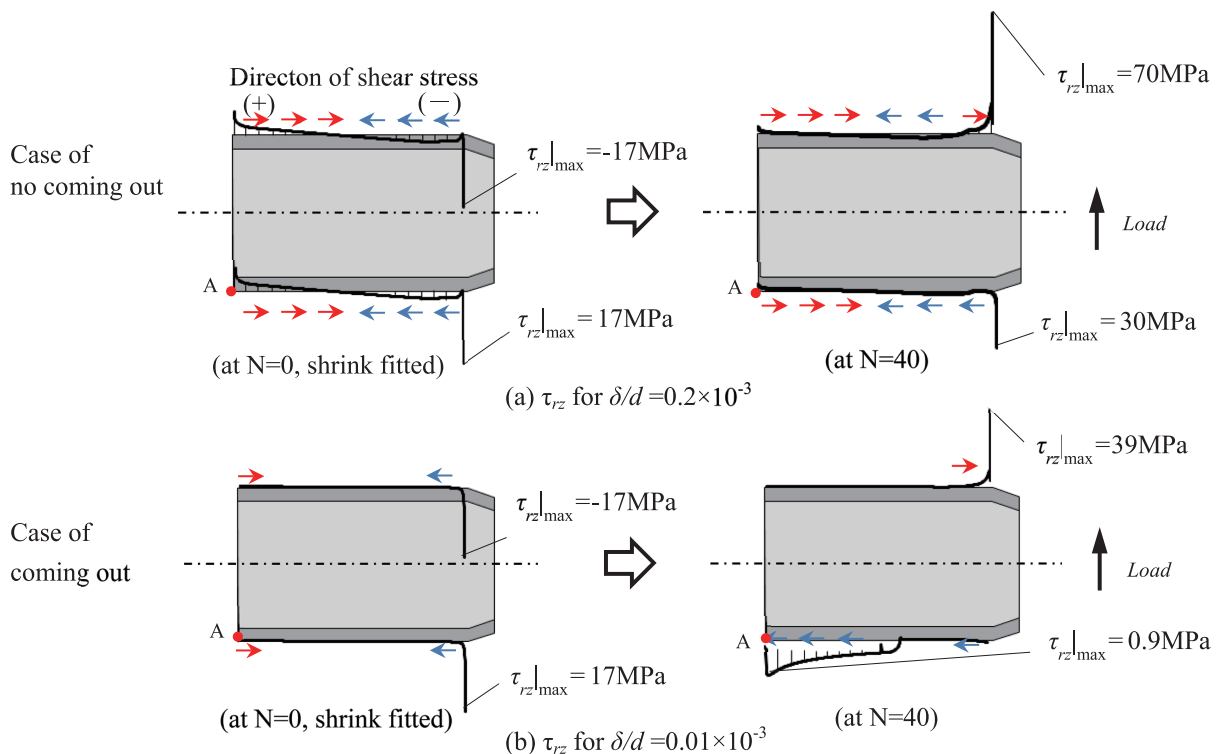 Directon of shear stress
(+)
(−)
Case of
no coming out
τrz|max=-17MPa
A
τrz|max= 17MPa
(at N=0, shrink fitted)
τrz|max=70MPa
Load
A
τrz|max= 30MPa
(at N=40)
(a) τrz for δ/d =0.2×10⁻³
Case of
coming out
τrz|max=-17MPa
A
τrz|max= 17MPa
(at N=0, shrink fitted)
τrz|max=39MPa
Load
A
τrz|max= 0.9MPa
(at N=40)
(b) τrz for δ/d=0.01×10⁻³